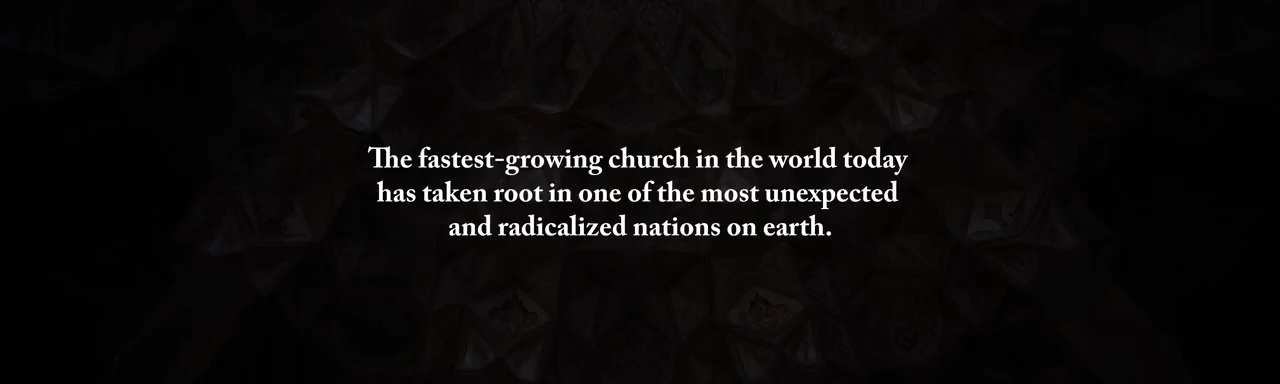 The fastest-growing church in the world today
has taken root in one of the most unexpected
and radicalized nations on earth.